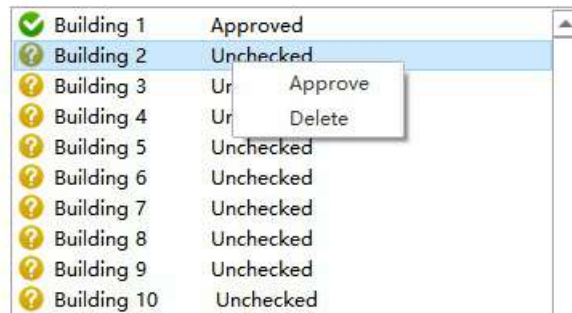 Building 1 Approved
Building 2 Unchecked
Building 3 Un
Approve
Building 4 Un
Delete
Building 5 Unchecked
Building 6 Unchecked
Building 7 Unchecked
Building 8 Unchecked
Building 9 Unchecked
Building 10 Unchecked